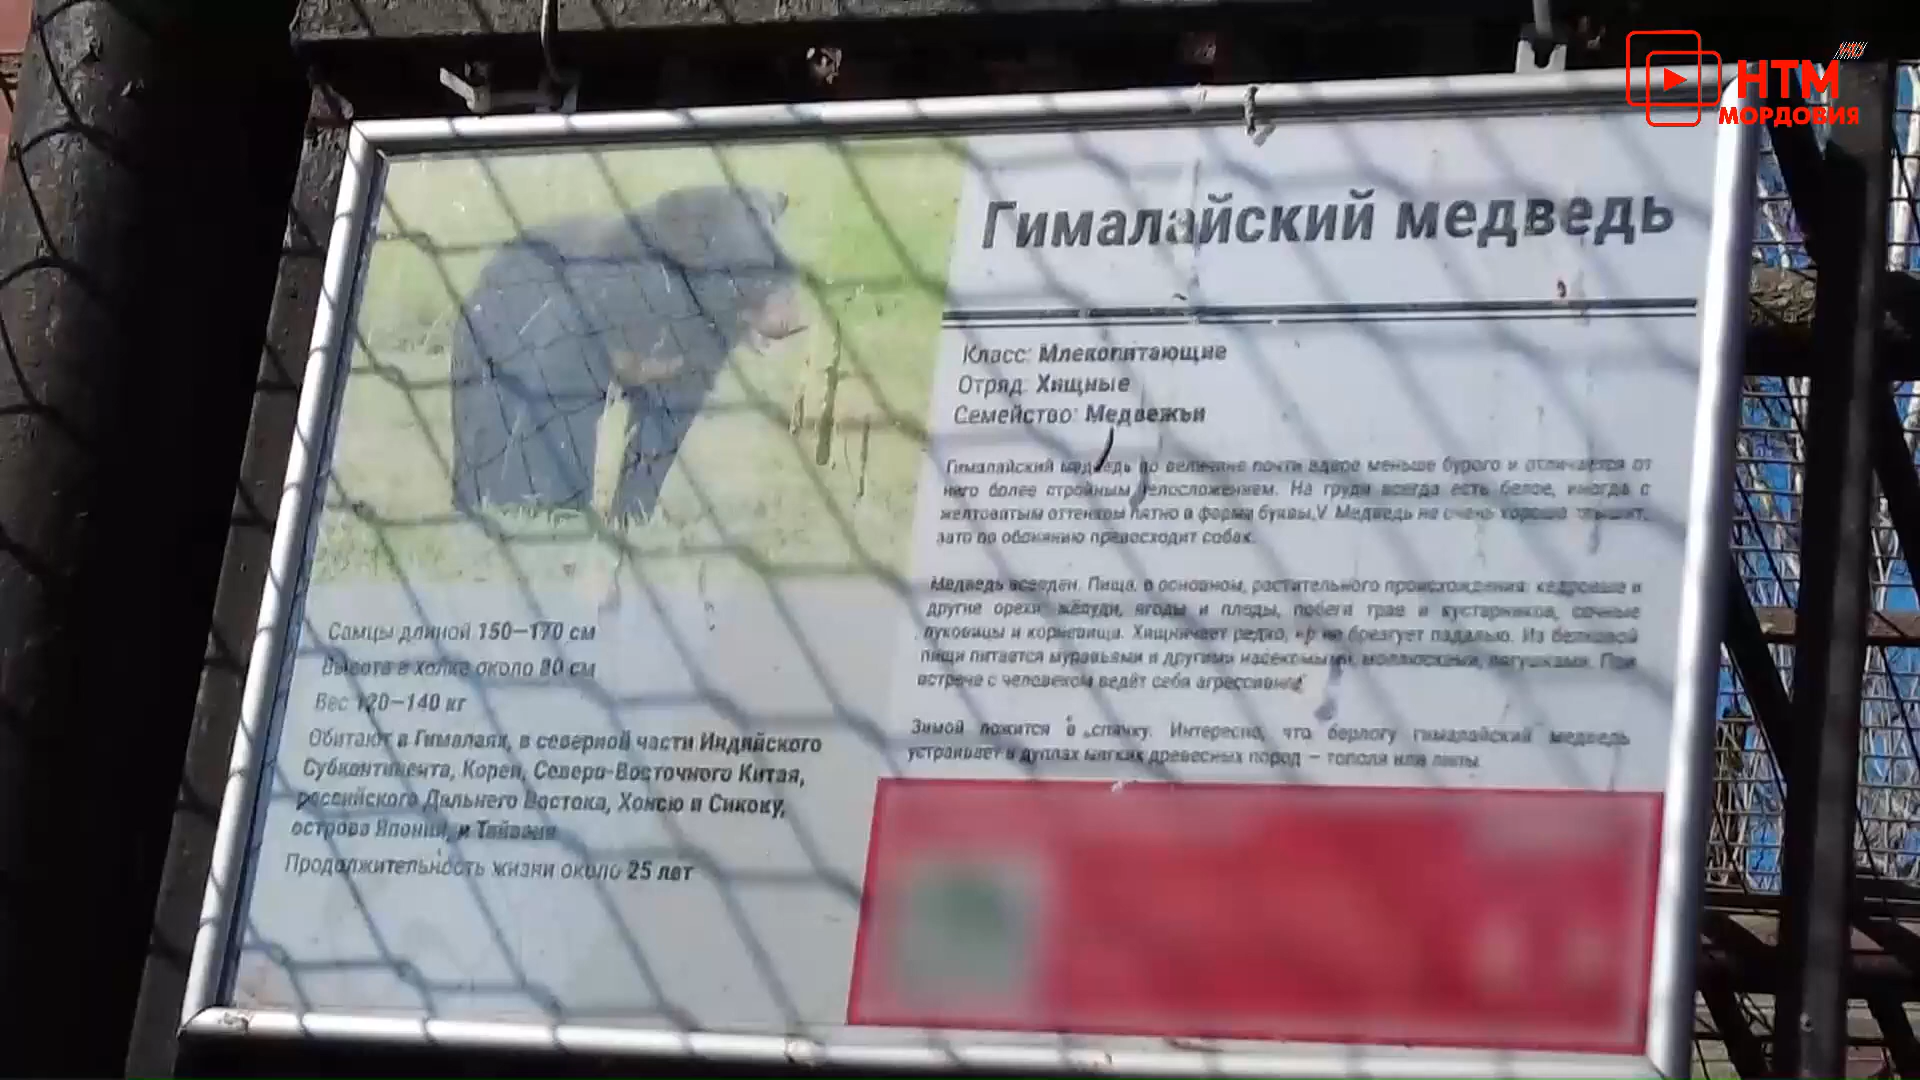 НТМ
МОРДОВИЯ
Гималайский медведь
Класс: Млекопитающие
Отряд: Хищные
Семейство: Медвежьи
Гималайский медведь по величине почти вдвое меньше бурого и отличается от
него более стройным телосложением. На груди всегда есть белое, иногда с
желтоватым оттенком пятно в форме буквы V. Медведь не очень хорошо слышит,
зато по обонянию превосходит собак.
Медведь всеяден. Пища, в основном, растительного происхождения: кедровые и
другие орехи, жёлуди, ягоды и плоды, побеги трав и кустарников, сочные
луковицы и корневища. Хищничает редко, не брезгует падалью. Из белковой
пищи питается муравьями и другими насекомыми, моллюсками, лягушками. При
встрече с человеком ведёт себя агрессивно
Зимой ложится в спячку. Интересно, что берлогу гималайский медведь
устраивает в дуплах мягких древесных пород – тополя или липы.
Самцы длиной 150–170 см
Высота в холке около 80 см
Вес 120–140 кг
Обитают в Гималаях, в северной части Индийского
Субконтинента, Кореи, Северо-Восточного Китая,
российского Дальнего Востока, Хонсю и Сикоку,
острова Японии, и Тайваня
Продолжительность жизни около 25 лет